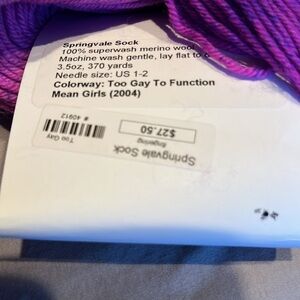 Springvale Sock
100% superwash merino wool
Machine wash gentle, lay flat to
3.5oz, 370 yards
Needle size: US 1-2
Colorway: Too Gay To Function
Mean Girls (2004)
Springvale Sock
fingering
$27.50
# 40912
Too Gay